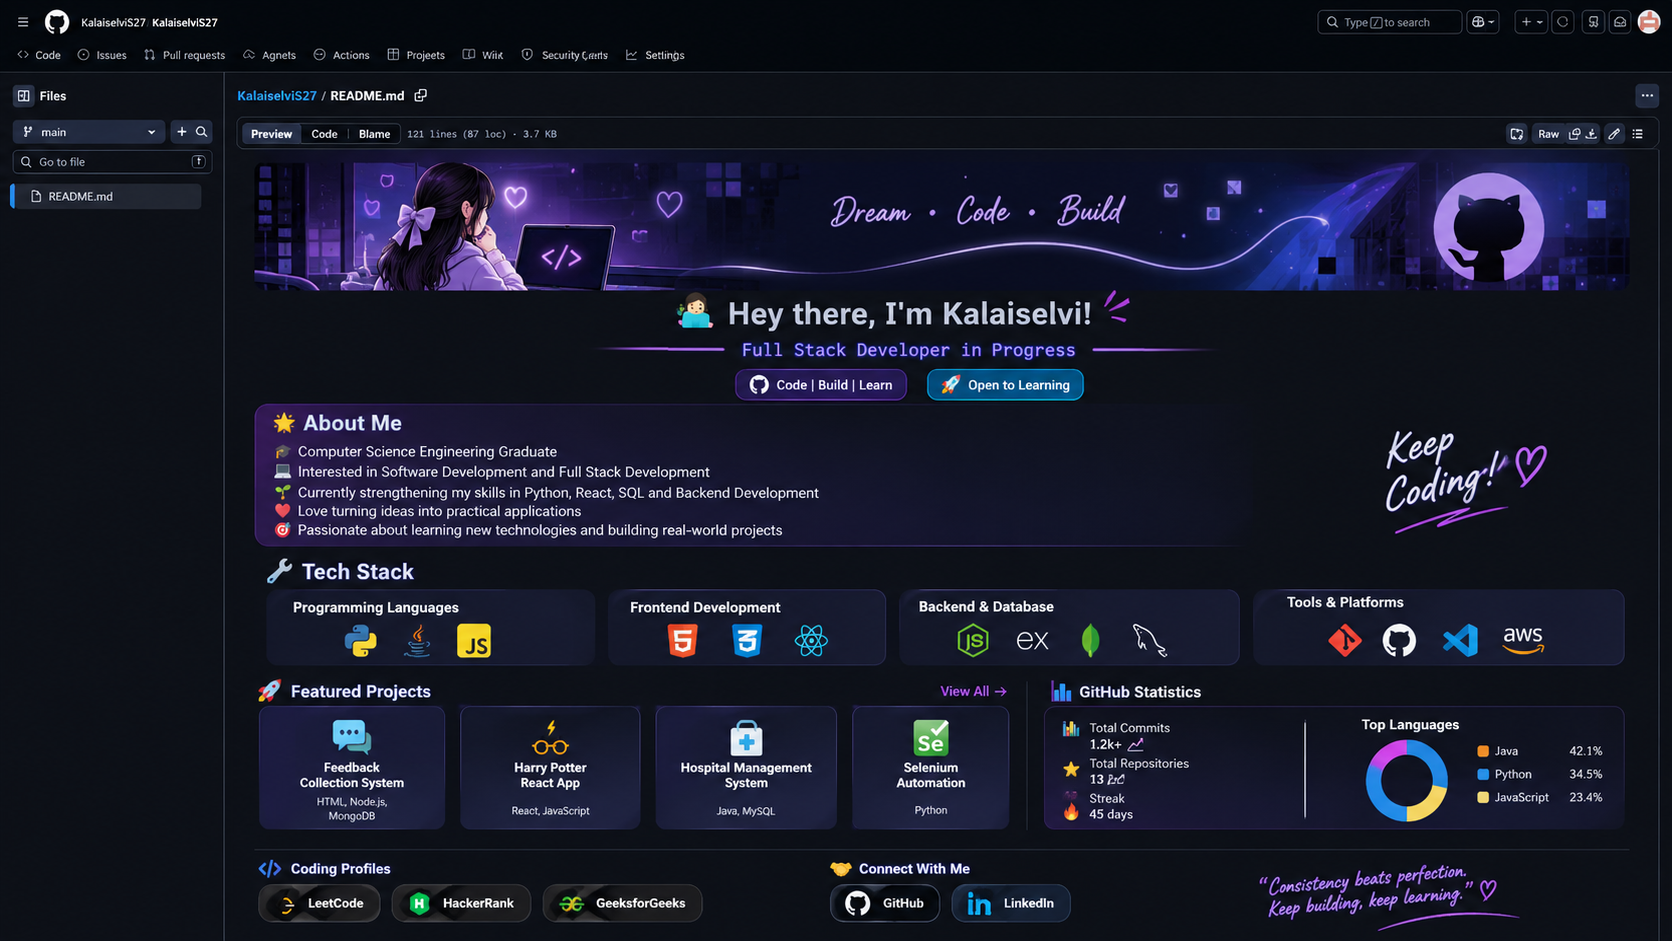 KalaiselviS27 KalaiselviS27
Type / to search
Code
Issues
Pull requests
Agnets
Actions
Projeets
Security
Settings
Files
main
Go to file
t
README.md
KalaiselviS27 / README.md
Preview
Code
Blame
121 lines (87 loc) · 3.7 KB
Raw
</>
Dream • Code • Build
Hey there, I'm Kalaiselvi!
Full Stack Developer in Progress
Code | Build | Learn
Open to Learning
About Me
Computer Science Engineering Graduate
Interested in Software Development and Full Stack Development
Currently strengthening my skills in Python, React, SQL and Backend Development
Love turning ideas into practical applications
Passionate about learning new technologies and building real-world projects
Keep
Coding!
Tech Stack
Programming Languages
JS
Frontend Development
5
3
Backend & Database
JS
ex
Tools & Platforms
aws
Featured Projects
View All →
Feedback
Collection System
HTML, Node.js,
MongoDB
Harry Potter
React App
React, JavaScript
Hospital Management
System
Java, MySQL
Se
Selenium
Automation
Python
GitHub Statistics
Total Commits
1.2k+
Total Repositories
13
Streak
45 days
Top Languages
Java 42.1%
Python 34.5%
JavaScript 23.4%
</> Coding Profiles
LeetCode
HackerRank
GeeksforGeeks
Connect With Me
GitHub
in LinkedIn
“Consistency beats perfection.
Keep building, keep learning.”